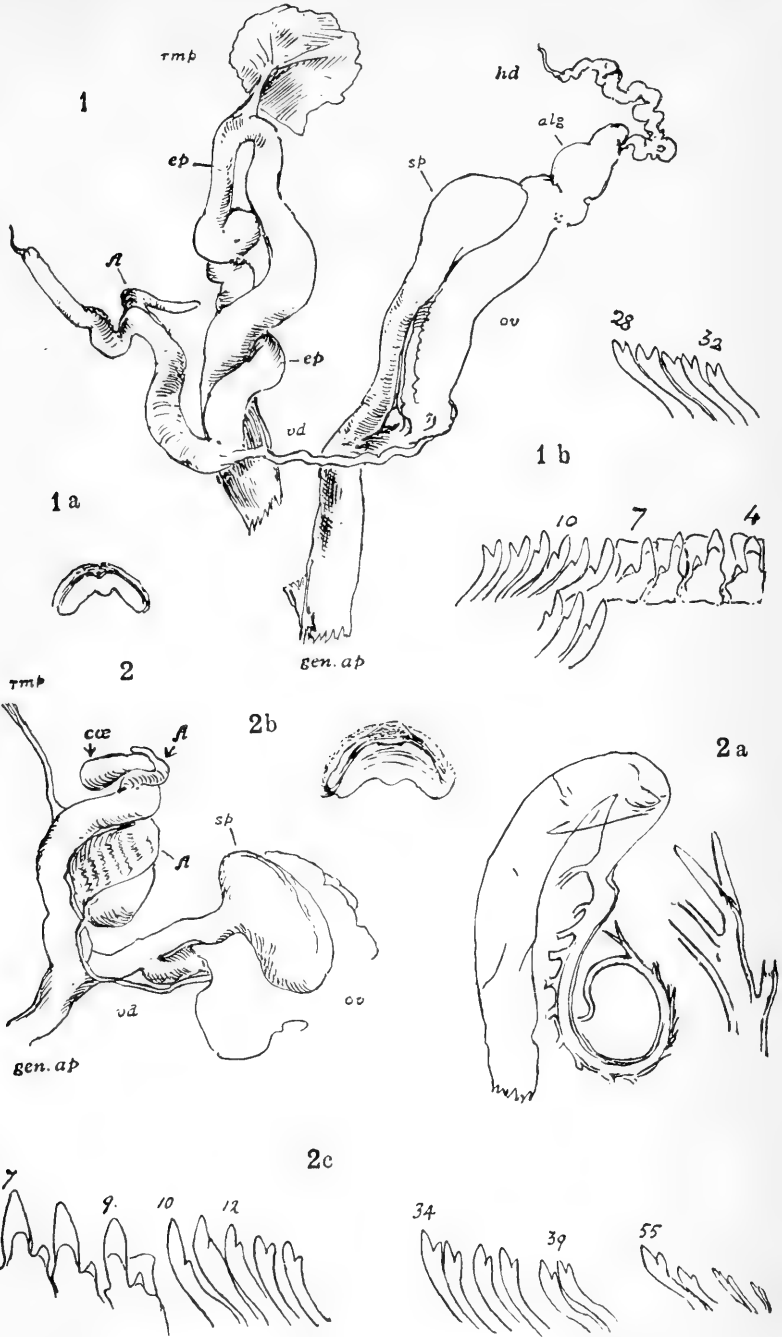 rmp
hd
1
alg
ep
sp
fl
ov
28 32
ep
vd
1 b
1 a
10 7 4
gen. ap
2
rmp
2b
cæ fl
2 a
sp
fl
ov
vd
gen. ap
2c
7 9. 10 12 34 39 55